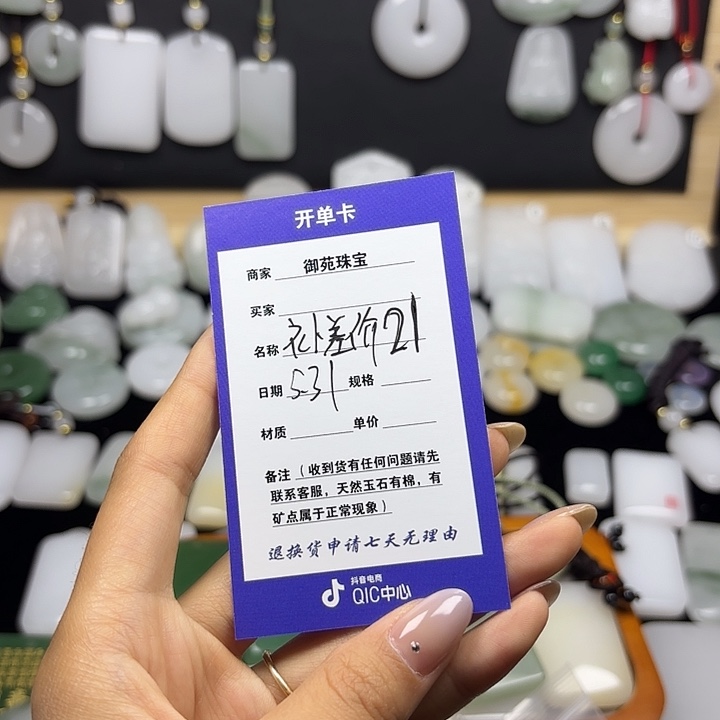 开单卡
商家 御苑珠宝
买家
名称 补差价21
日期 531 规格
材质 单价
备注 (收到货有任何问题请先
联系客服,天然玉石有棉,有
矿点属于正常现象)
退换货申请七天无理由
抖音电商
QIC中心